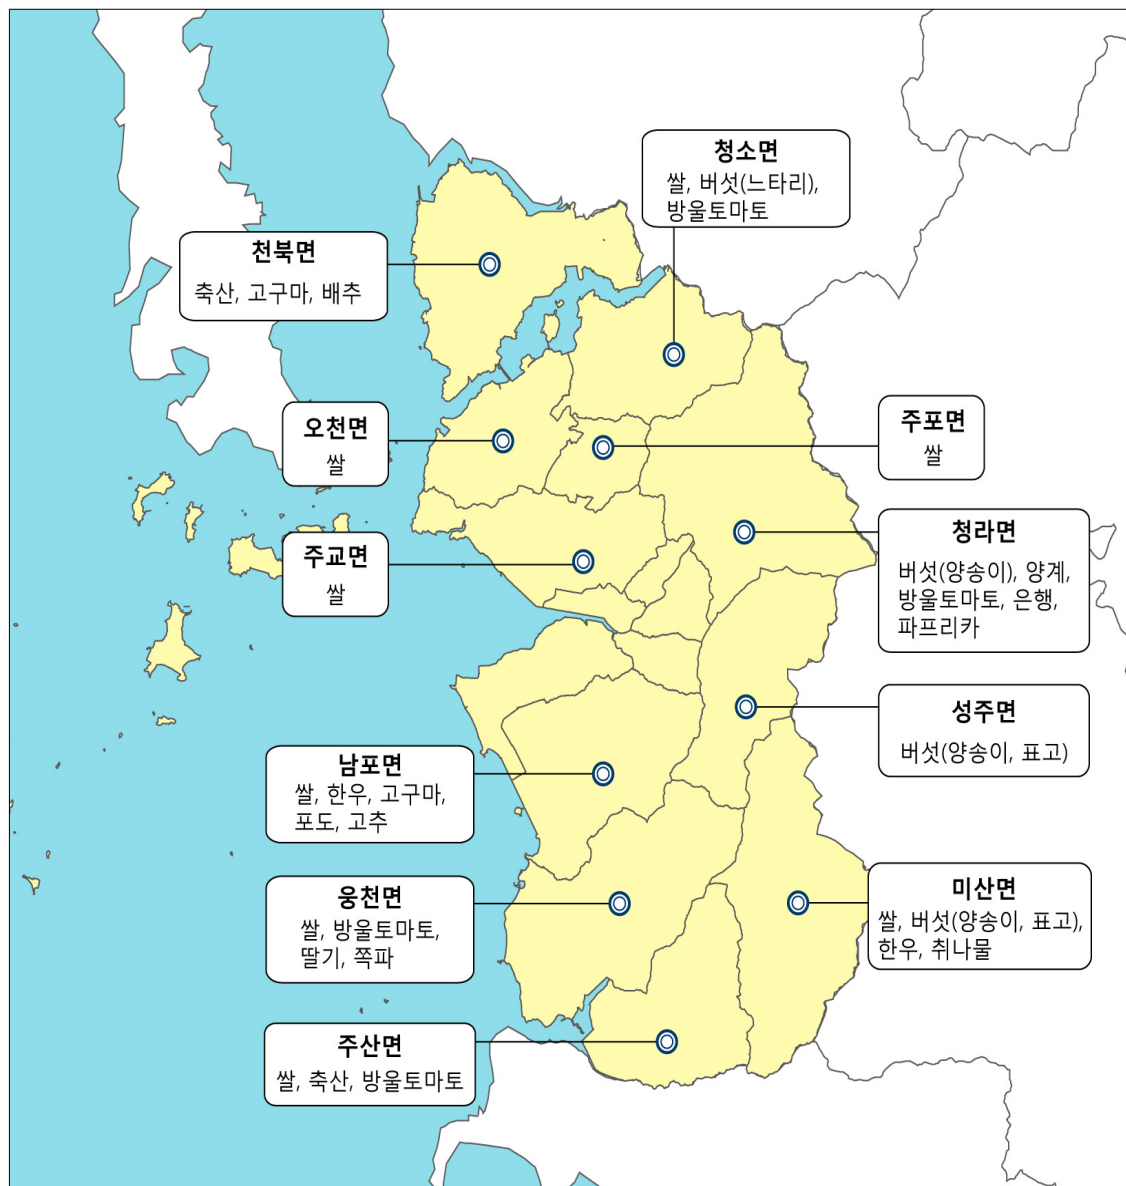 청소면
쌀, 버섯(느타리),
방울토마토
천북면
축산, 고구마, 배추
오천면
쌀
주포면
쌀
주교면
쌀
청라면
버섯(양송이), 양계,
방울토마토, 은행,
파프리카
성주면
버섯(양송이, 표고)
남포면
쌀, 한우, 고구마,
포도, 고추
웅천면
쌀, 방울토마토,
딸기, 쪽파
미산면
쌀, 버섯(양송이, 표고),
한우, 취나물
주산면
쌀, 축산, 방울토마토